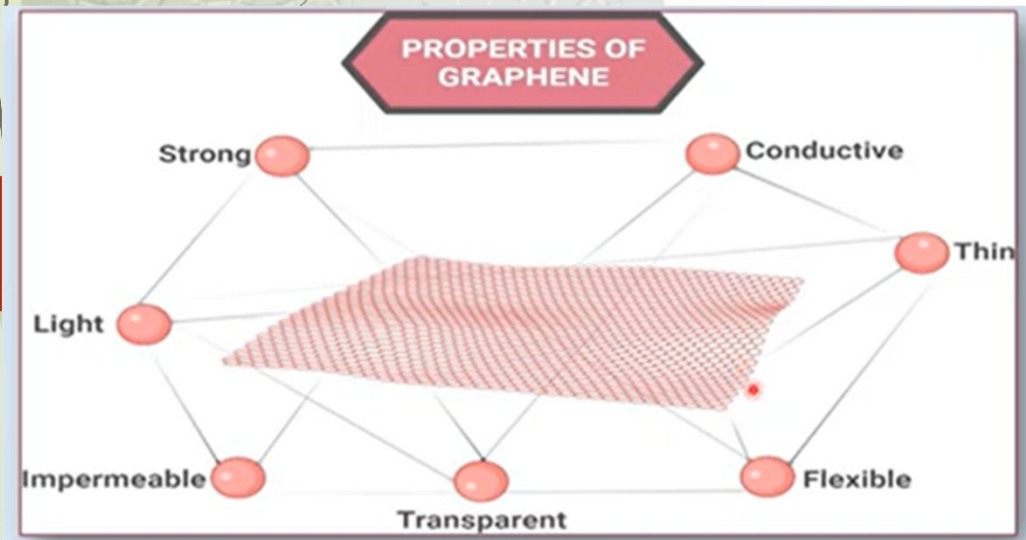 PROPERTIES OF
GRAPHENE
Strong
Conductive
Thin
Light
Impermeable
Flexible
Transparent